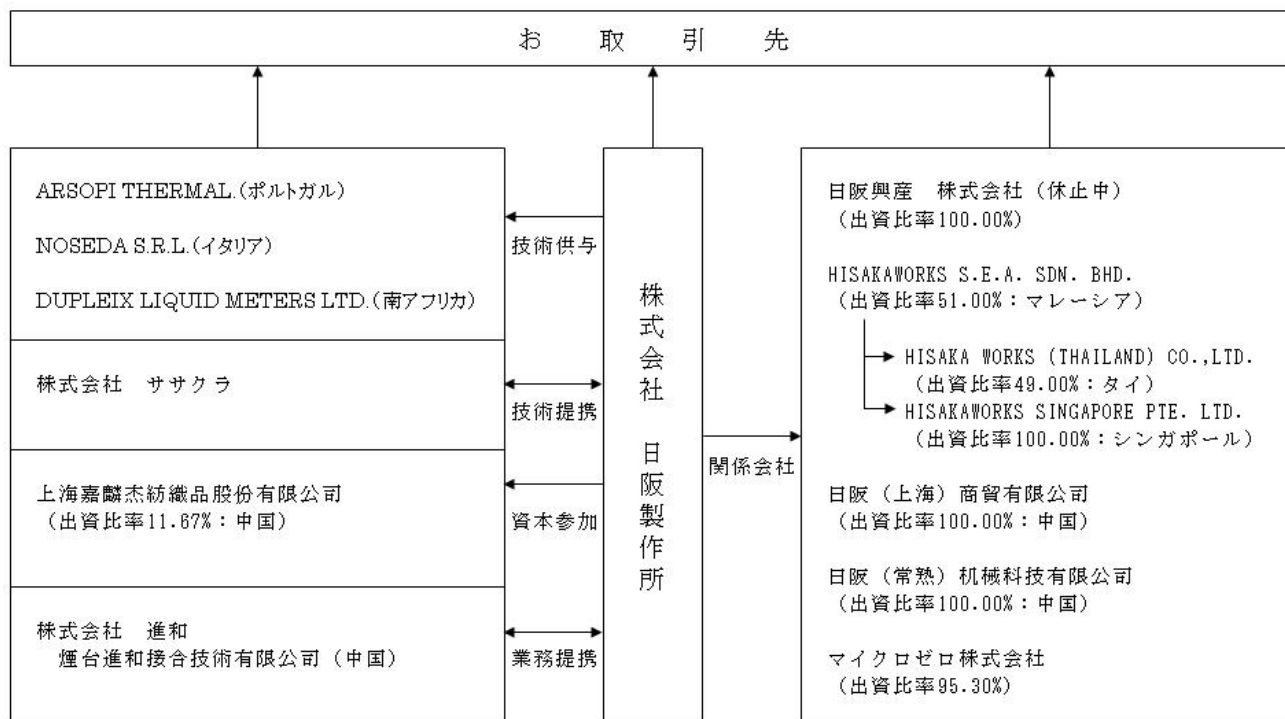 お取引先
ARSOPI THERMAL.(ポルトガル)
NOSEDA S.R.L.(イタリア)
DUPLEIX LIQUID METERS LTD.(南アフリカ)
技術供与
株式会社 ササクラ
技術提携
上海嘉麟杰紡織品股份有限公司
(出資比率11.67%:中国)
資本参加
株式会社 進和
煙台進和接合技術有限公司(中国)
業務提携
株式会社 日阪製作所
関係会社
日阪興産 株式会社(休止中)
(出資比率100.00%)
HISAKAWORKS S.E.A. SDN. BHD.
(出資比率51.00%:マレーシア)
HISAKA WORKS (THAILAND) CO.,LTD.
(出資比率49.00%:タイ)
HISAKAWORKS SINGAPORE PTE. LTD.
(出資比率100.00%:シンガポール)
日阪(上海)商貿有限公司
(出資比率100.00%:中国)
日阪(常熟)机械科技有限公司
(出資比率100.00%:中国)
マイクロゼロ株式会社
(出資比率95.30%)